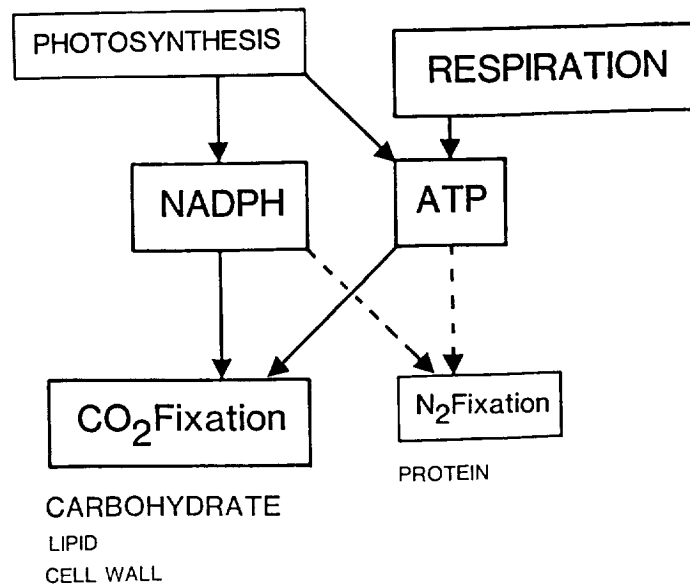 PHOTOSYNTHESIS
RESPIRATION
NADPH
ATP
CO₂Fixation
N₂Fixation
CARBOHYDRATE
LIPID
CELL WALL
PROTEIN